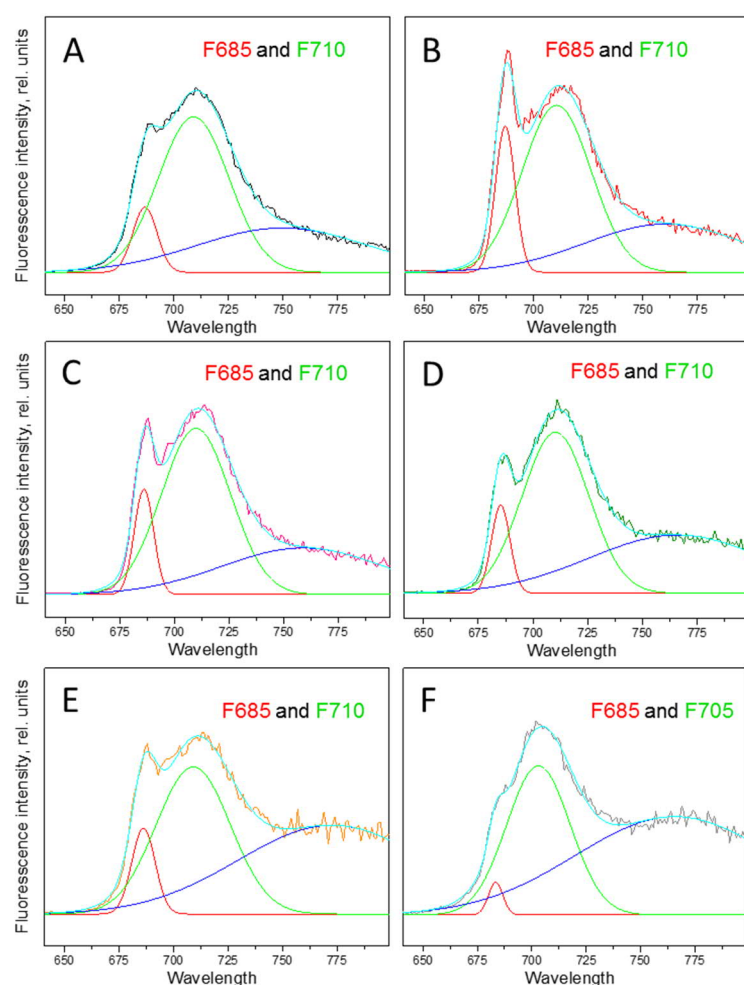 A
F685 and F710
Fluorescence intensity, rel. units
650 675 700 725 750 775
Wavelength
B
F685 and F710
650 675 700 725 750 775
Wavelength
C
F685 and F710
Fluorescence intensity, rel. units
650 675 700 725 750 775
Wavelength
D
F685 and F710
650 675 700 725 750 775
Wavelength
E
F685 and F710
Fluorescence intensity, rel. units
650 675 700 725 750 775
Wavelength
F
F685 and F705
650 675 700 725 750 775
Wavelength